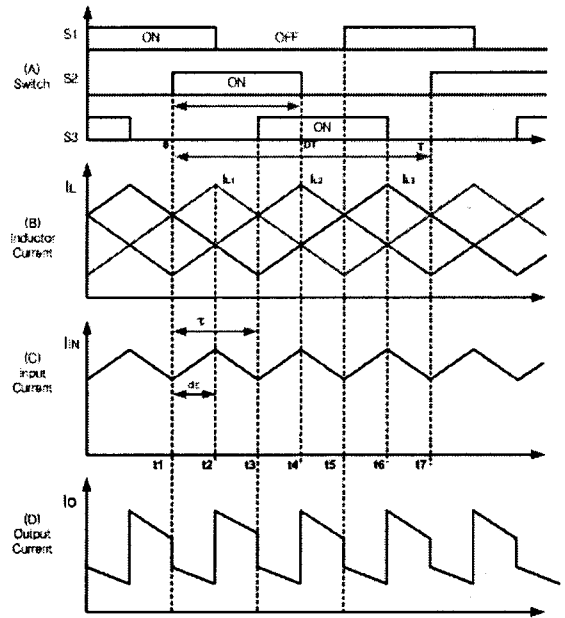 S1
ON
OFF
(A)
Switch
S2
ON
S3
ON
DT
T
IL
IL1
IL2
IL3
(B)
Inductor
Current
IIN
τ
(C)
Input
Current
dτ
t1
t2
t3
t4
t5
t6
t7
IO
(D)
Output
Current